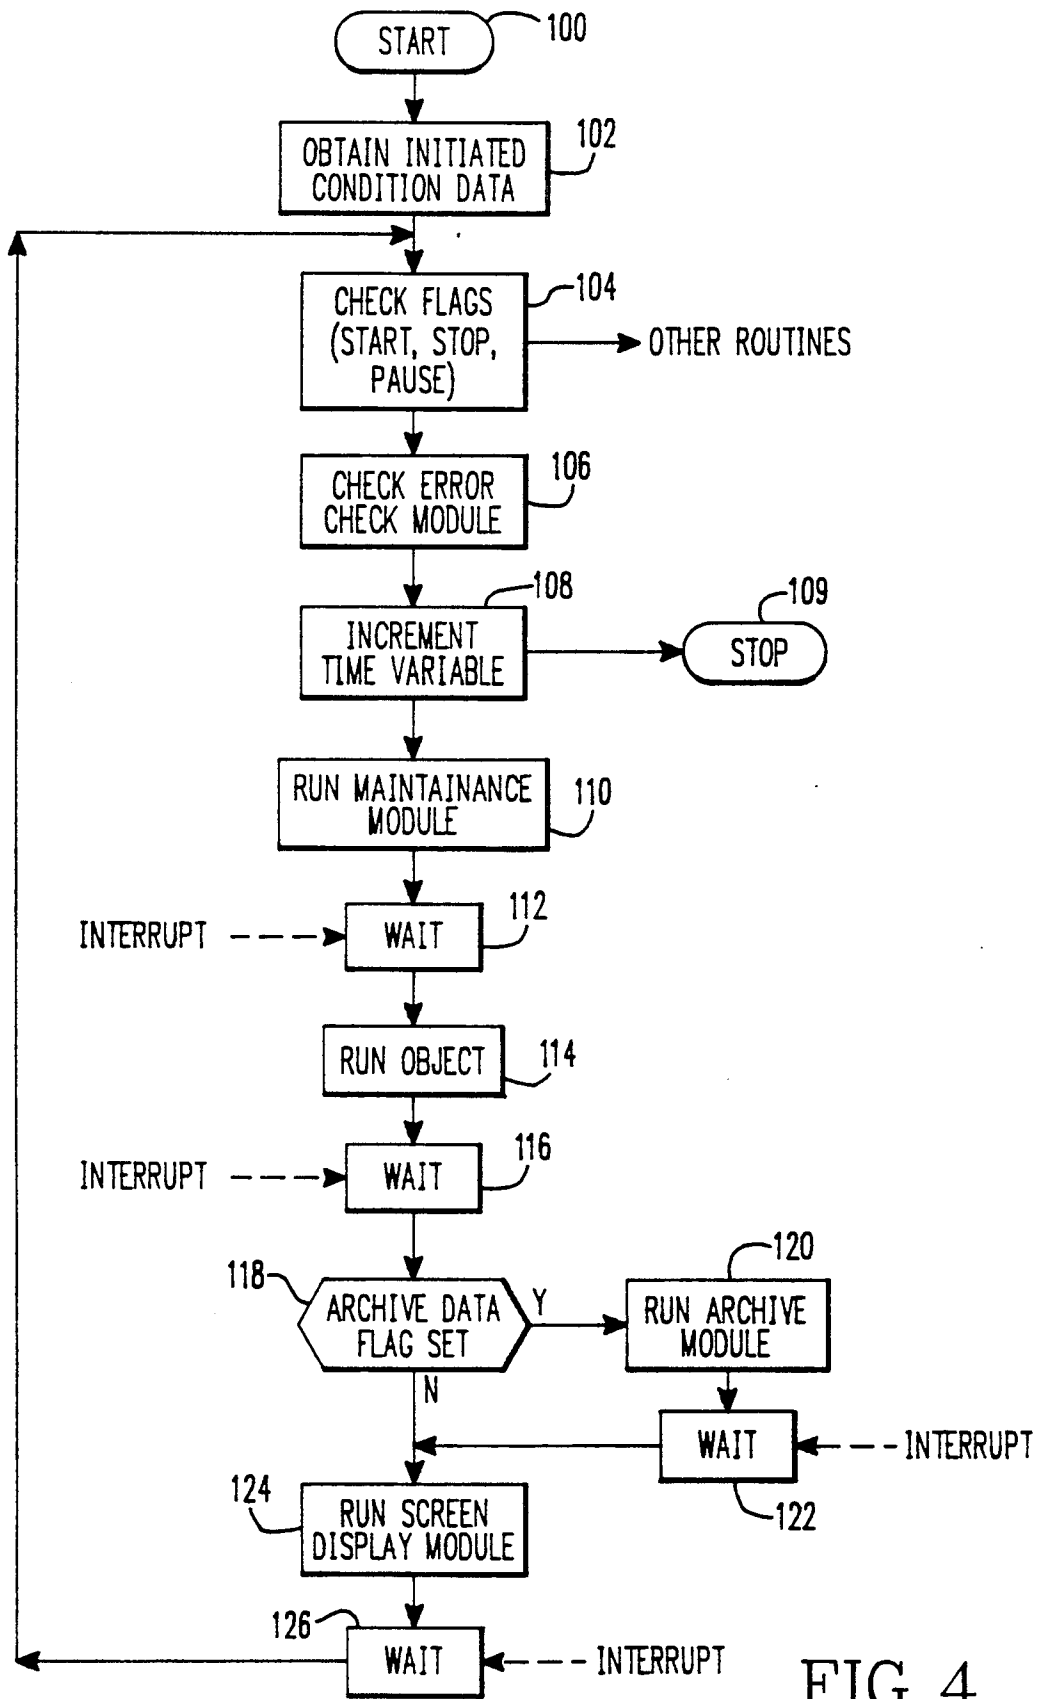 START
100
OBTAIN INITIATED
CONDITION DATA
102
CHECK FLAGS
(START, STOP,
PAUSE)
104
OTHER ROUTINES
CHECK ERROR
CHECK MODULE
106
INCREMENT
TIME VARIABLE
108
STOP
109
RUN MAINTAINANCE
MODULE
110
INTERRUPT
WAIT
112
RUN OBJECT
114
INTERRUPT
WAIT
116
118
ARCHIVE DATA
FLAG SET
Y
N
RUN ARCHIVE
MODULE
120
WAIT
INTERRUPT
122
124
RUN SCREEN
DISPLAY MODULE
126
WAIT
INTERRUPT
FIG. 4